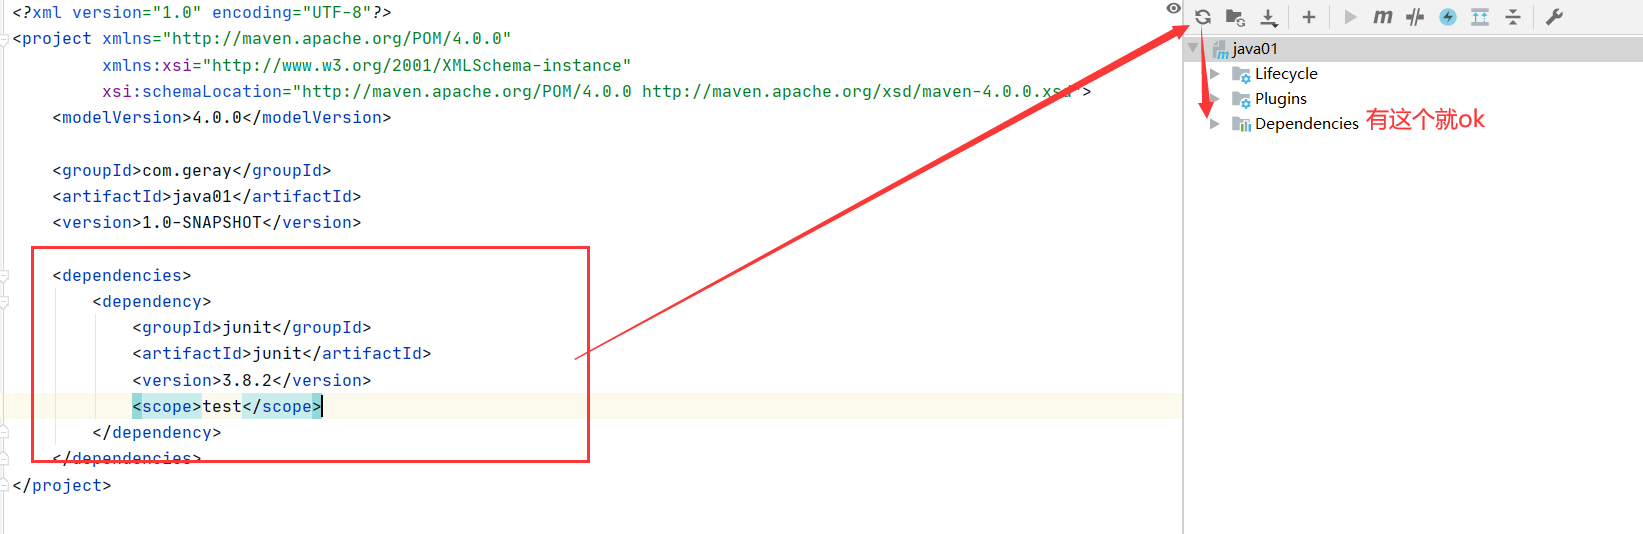 <?xml version="1.0" encoding="UTF-8"?>
<project xmlns="http://maven.apache.org/POM/4.0.0"
xmlns:xsi="http://www.w3.org/2001/XMLSchema-instance"
xsi:schemaLocation="http://maven.apache.org/POM/4.0.0 http://maven.apache.org/xsd/maven-4.0.0.xsd">
<modelVersion>4.0.0</modelVersion>
<groupId>com.geray</groupId>
<artifactId>java01</artifactId>
<version>1.0-SNAPSHOT</version>
<dependencies>
<dependency>
<groupId>junit</groupId>
<artifactId>junit</artifactId>
<version>3.8.2</version>
<scope>test</scope>
</dependency>
</dependencies>
</project>
java01
Lifecycle
Plugins
Dependencies 有这个就ok